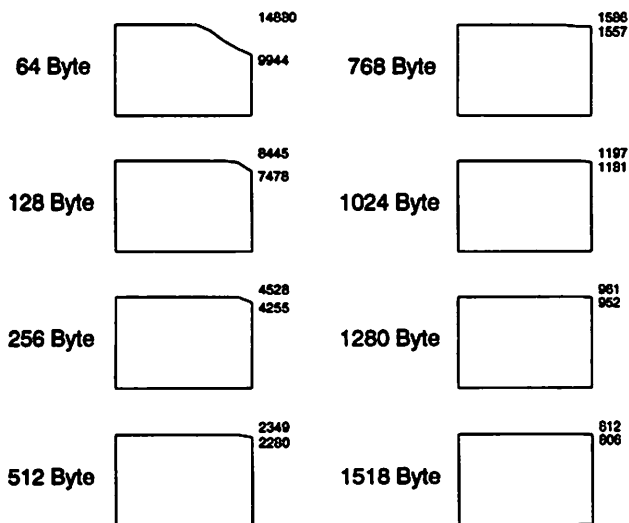 14880
64 Byte
9944
8445
128 Byte
7478
4528
256 Byte
4255
2349
512 Byte
2280
1586
768 Byte
1557
1197
1024 Byte
1181
961
1280 Byte
952
812
1518 Byte
806